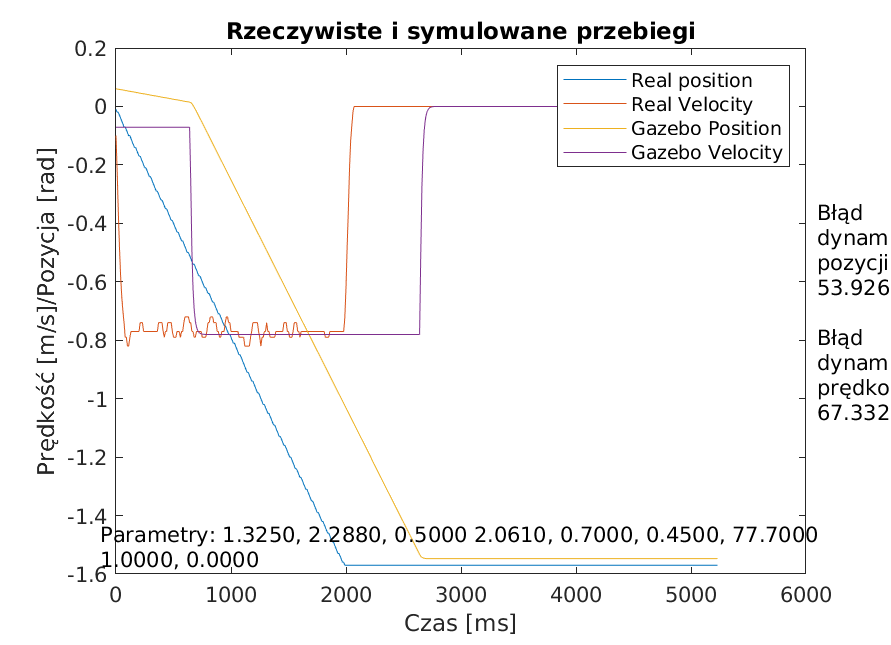 Rzeczywiste i symulowane przebiegi
0.2
0
-0.2
-0.4
-0.6
-0.8
-1
-1.2
-1.4
-1.6
Prędkość [m/s]/Pozycja [rad]
Real position
Real Velocity
Gazebo Position
Gazebo Velocity
Błąd
dynam
pozycji
53.926
Błąd
dynam
prędko
67.332
Parametry: 1.3250, 2.2880, 0.5000 2.0610, 0.7000, 0.4500, 77.7000
1.0000, 0.0000
0 1000 2000 3000 4000 5000 6000
Czas [ms]